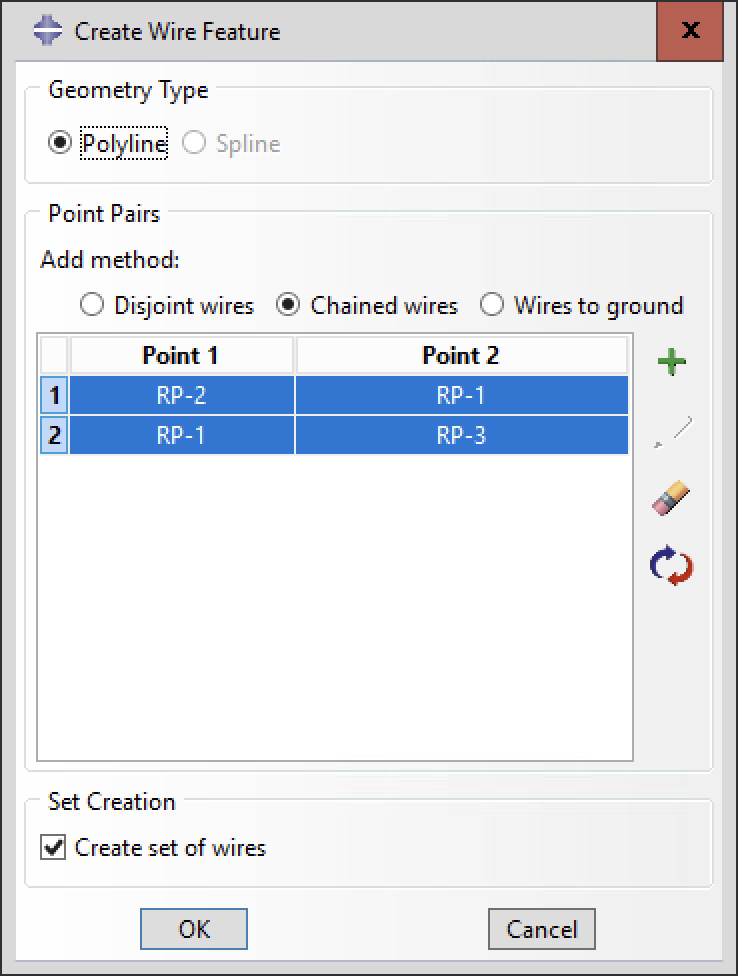 Create Wire Feature
x
Geometry Type
Polyline Spline
Point Pairs
Add method:
Disjoint wires Chained wires Wires to ground
Point 1 Point 2
1 RP-2 RP-1
2 RP-1 RP-3
Set Creation
Create set of wires
OK Cancel